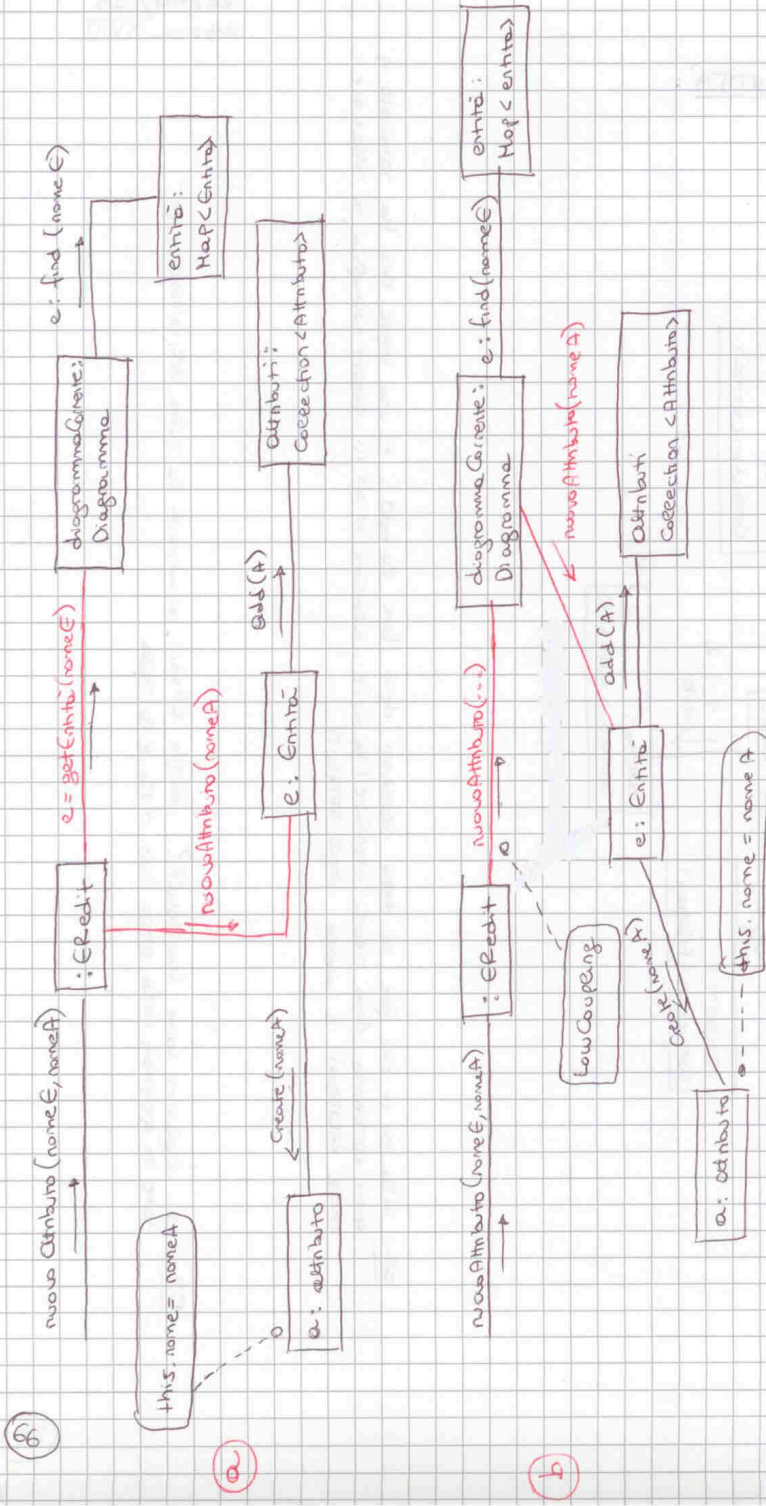 66
a
nuovo attributo (nomeE, nomeA)
: ERedit
e = getEntità (nomeE)
diagrammaCorrente:
Diagramma
e: find (nomeE)
entità:
Map<Entità>
nuovoAttributo (nomeA)
this.nome = nomeA
a: attributo
Create (nomeA)
e: Entità
add(A)
attributi:
Collection <Attributo>
b
nuovoAttributo (nomeE, nomeA)
: ERedit
nuovoAttributo (...)
diagrammaCorrente:
Diagramma
e: find (nomeE)
entità:
Map <entità>
Low Coupling
nuovoAttributo (nomeA)
e: Entità
add(A)
attributi
Collection <Attributo>
Create (nomeA)
a: attributo
this.nome = nomeA